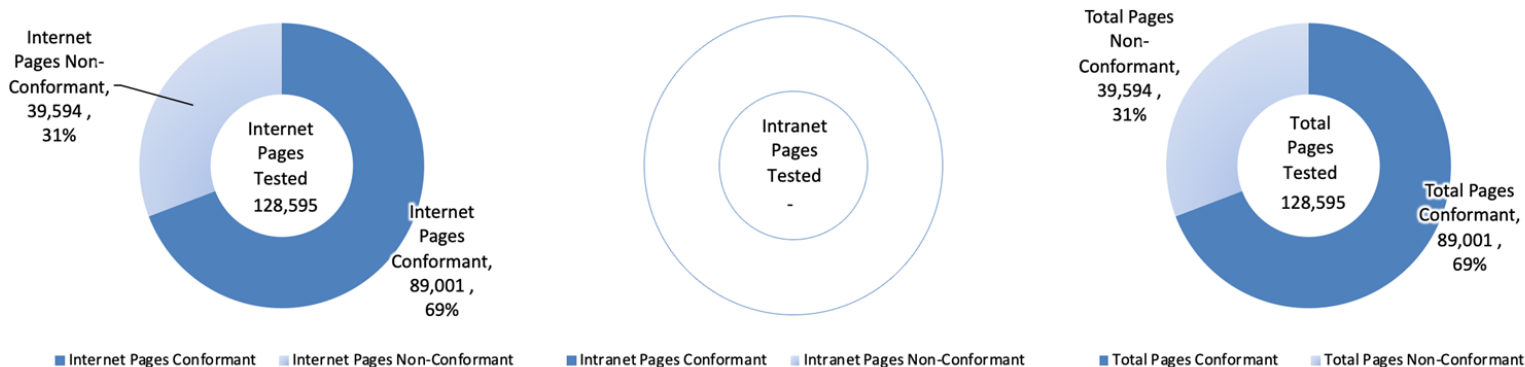 Internet
Pages Non-
Conformant,
39,594 ,
31%
Internet
Pages
Tested
128,595
Internet
Pages
Conformant,
89,001 ,
69%
Internet Pages Conformant
Internet Pages Non-Conformant
Intranet
Pages
Tested
-
Intranet Pages Conformant
Intranet Pages Non-Conformant
Total Pages
Non-
Conformant,
39,594 ,
31%
Total
Pages
Tested
128,595
Total Pages
Conformant,
89,001 ,
69%
Total Pages Conformant
Total Pages Non-Conformant